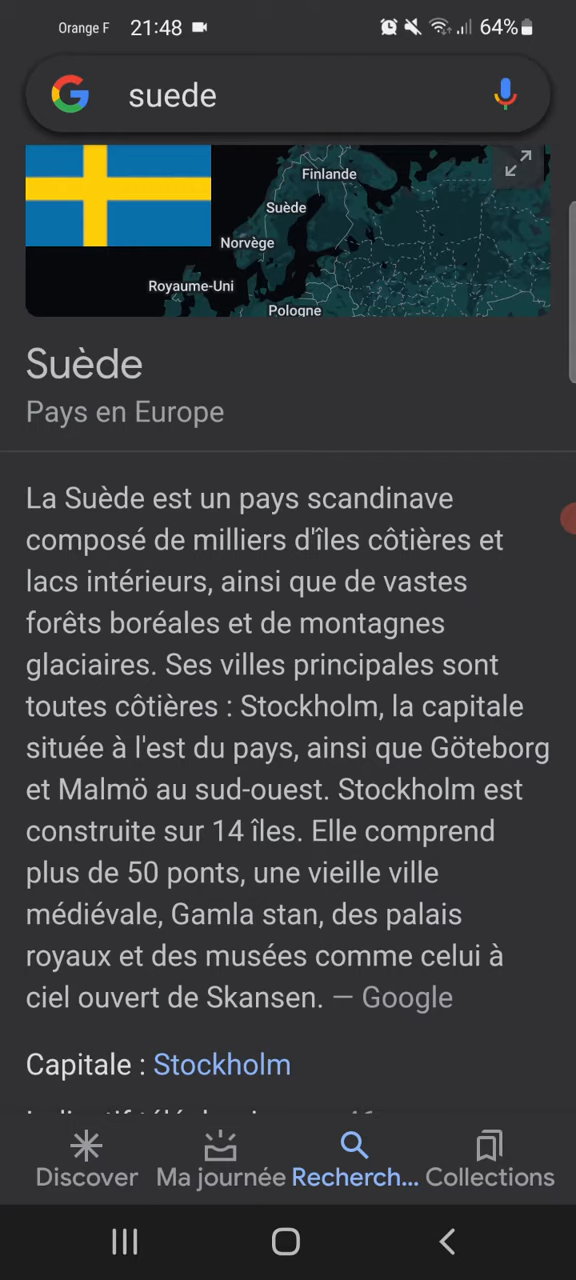 Orange F 21:48 64%
suede
Finlande
Suède
Norvège
Royaume-Uni
Pologne
Suède
Pays en Europe
La Suède est un pays scandinave
composé de milliers d'îles côtières et
lacs intérieurs, ainsi que de vastes
forêts boréales et de montagnes
glaciaires. Ses villes principales sont
toutes côtières : Stockholm, la capitale
située à l'est du pays, ainsi que Göteborg
et Malmö au sud-ouest. Stockholm est
construite sur 14 îles. Elle comprend
plus de 50 ponts, une vieille ville
médiévale, Gamla stan, des palais
royaux et des musées comme celui à
ciel ouvert de Skansen. — Google
Capitale : Stockholm
Discover Ma journée Recherch... Collections